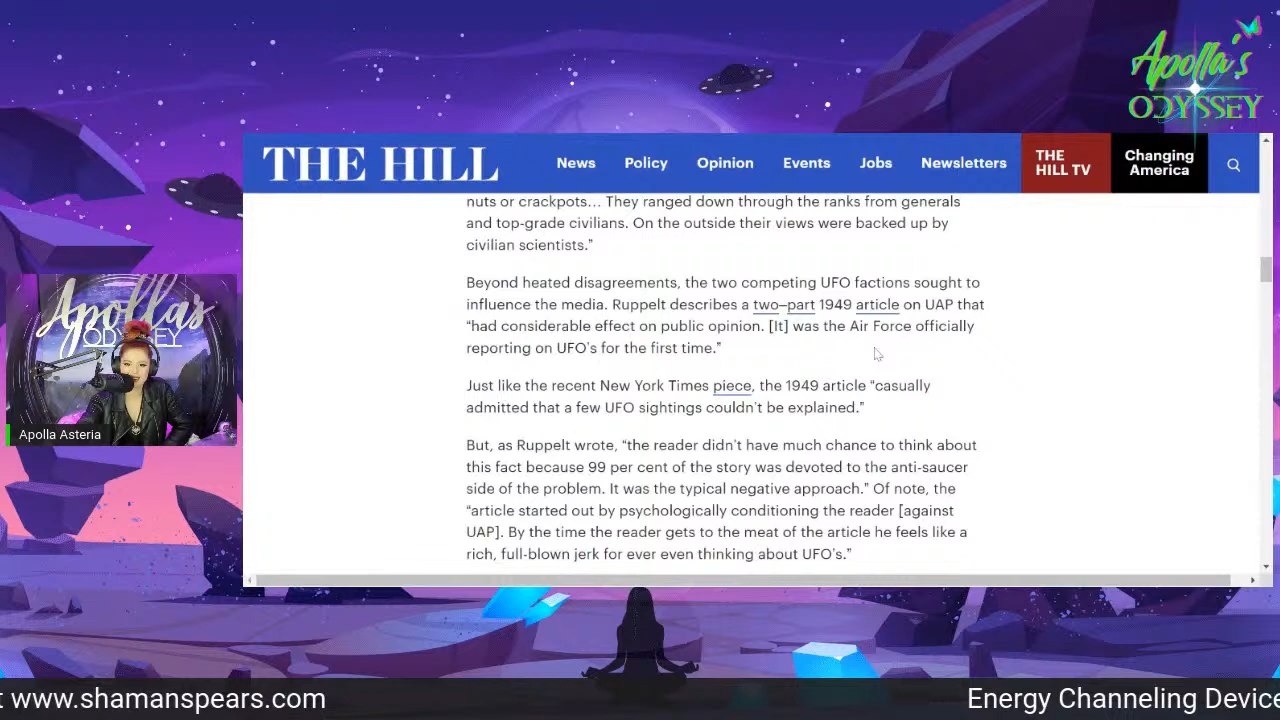 Apolla's
ODYSSEY
THE HILL
News
Policy
Opinion
Events
Jobs
Newsletters
THE
HILL TV
Changing
America
nuts or crackpots… They ranged down through the ranks from generals
and top-grade civilians. On the outside their views were backed up by
civilian scientists.”
Beyond heated disagreements, the two competing UFO factions sought to
influence the media. Ruppelt describes a two–part 1949 article on UAP that
“had considerable effect on public opinion. [It] was the Air Force officially
reporting on UFO’s for the first time.”
Just like the recent New York Times piece, the 1949 article “casually
admitted that a few UFO sightings couldn’t be explained.”
But, as Ruppelt wrote, “the reader didn’t have much chance to think about
this fact because 99 per cent of the story was devoted to the anti-saucer
side of the problem. It was the typical negative approach.” Of note, the
“article started out by psychologically conditioning the reader [against
UAP]. By the time the reader gets to the meat of the article he feels like a
rich, full-blown jerk for ever even thinking about UFO’s.”
Apollas
ODYSSEY
Apolla Asteria
t www.shamanspears.com
Energy Channeling Device